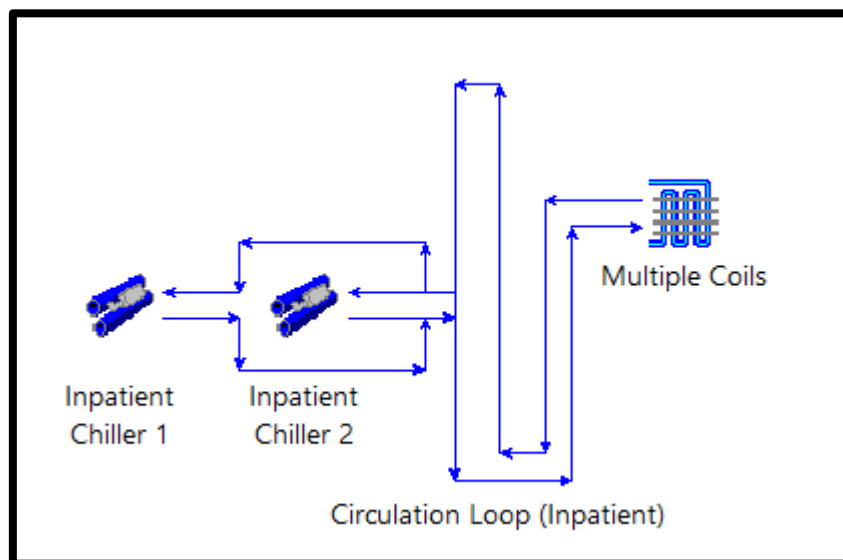 Multiple Coils
Inpatient
Chiller 1
Inpatient
Chiller 2
Circulation Loop (Inpatient)